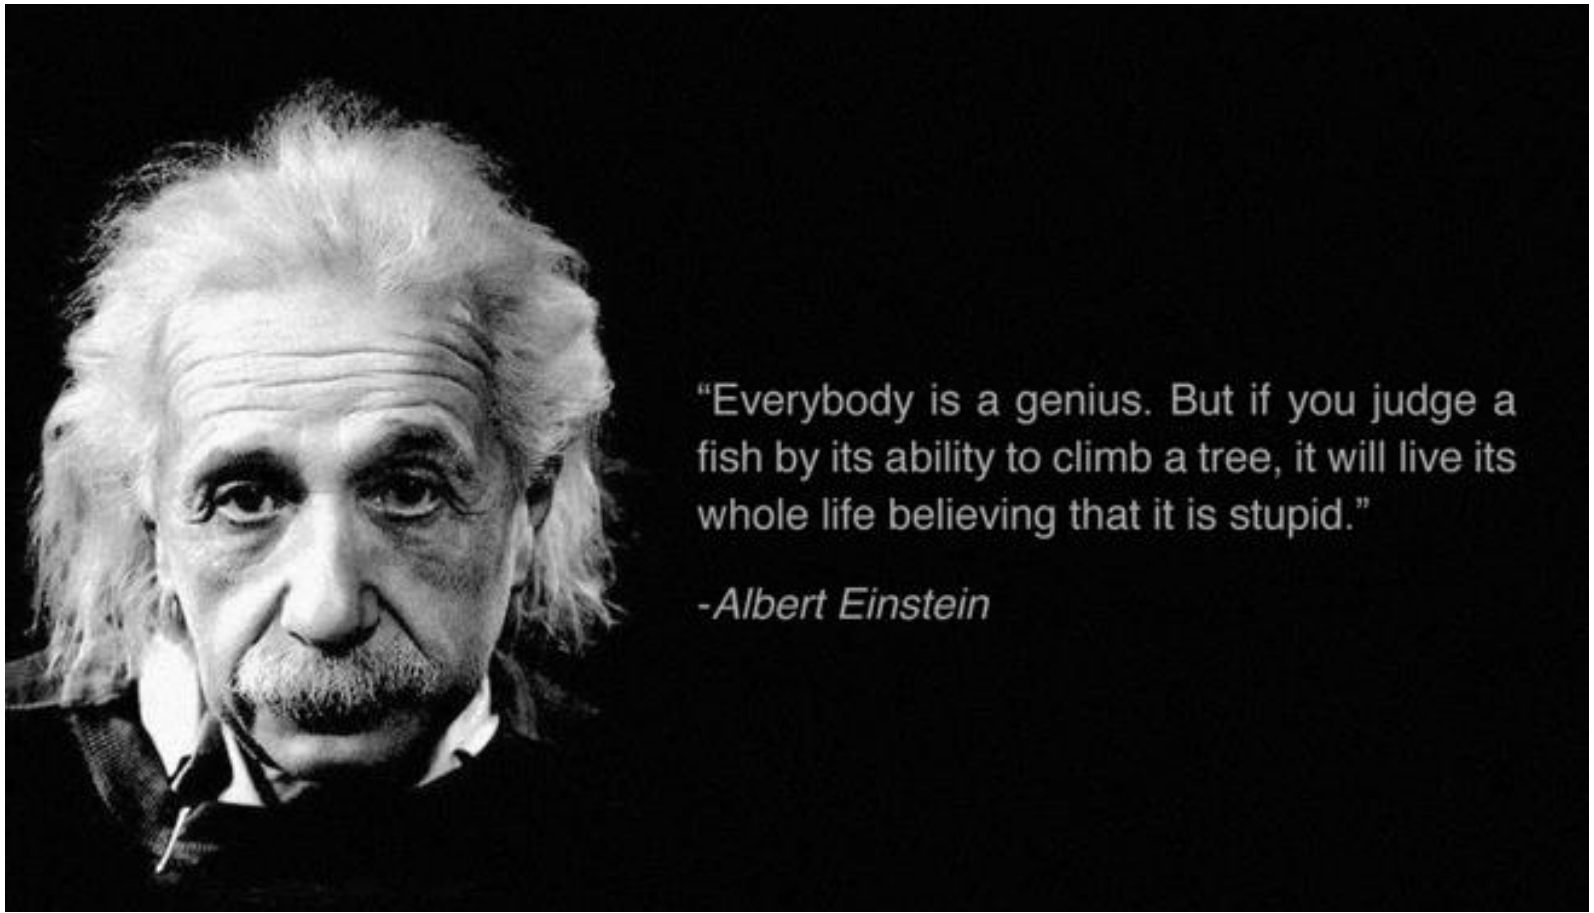 “Everybody is a genius. But if you judge a
fish by its ability to climb a tree, it will live its
whole life believing that it is stupid.”
-Albert Einstein